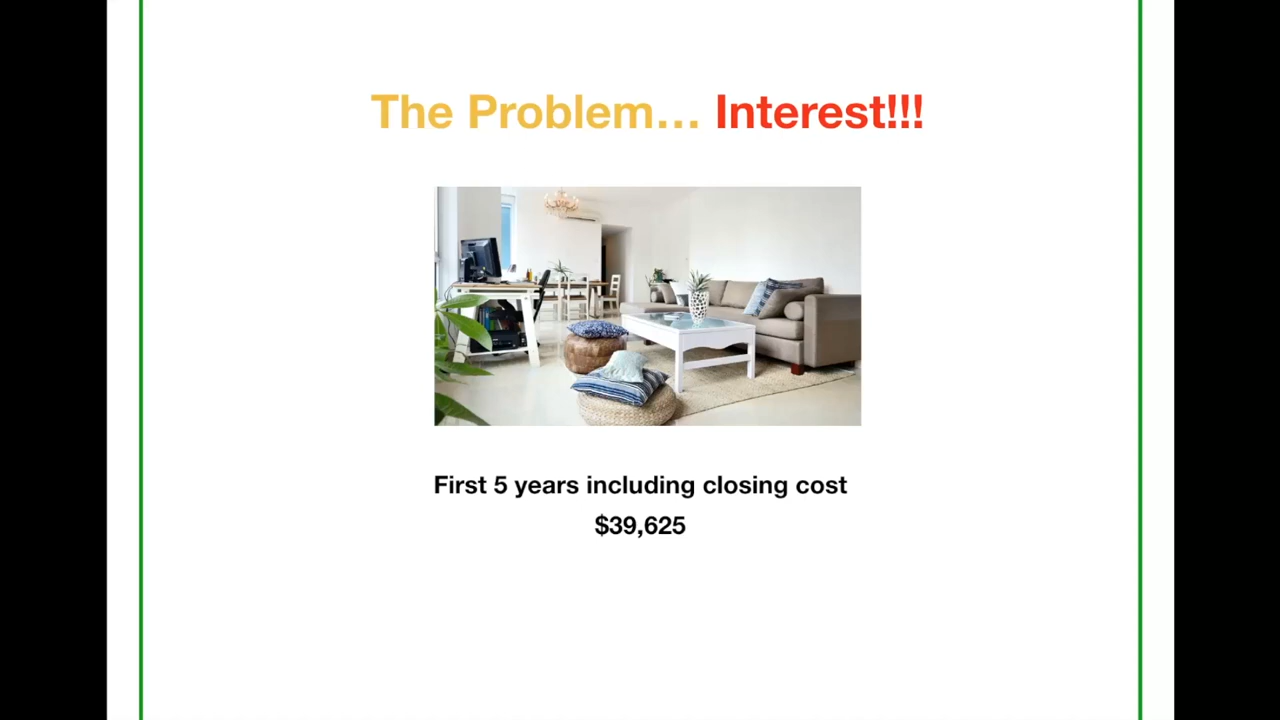 The Problem… Interest!!!
First 5 years including closing cost
$39,625